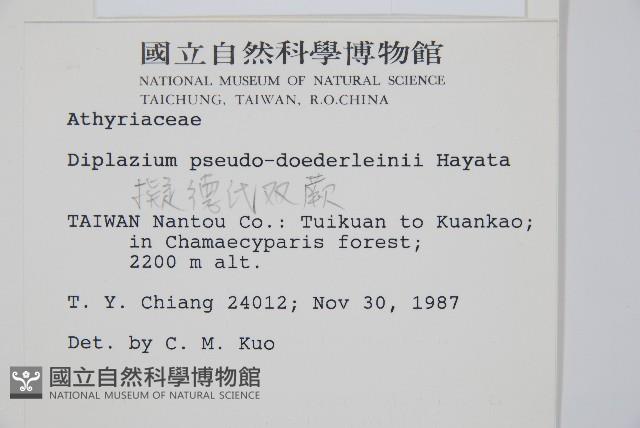 國立自然科學博物館
NATIONAL MUSEUM OF NATURAL SCIENCE
TAICHUNG, TAIWAN, R.O.CHINA
Athyriaceae
Diplazium pseudo-doederleinii Hayata
擬德氏双蕨
TAIWAN Nantou Co.: Tuikuan to Kuankao;
in Chamaecyparis forest;
2200 m alt.
T. Y. Chiang 24012; Nov 30, 1987
Det. by C. M. Kuo
國立自然科學博物館
NATIONAL MUSEUM OF NATURAL SCIENCE